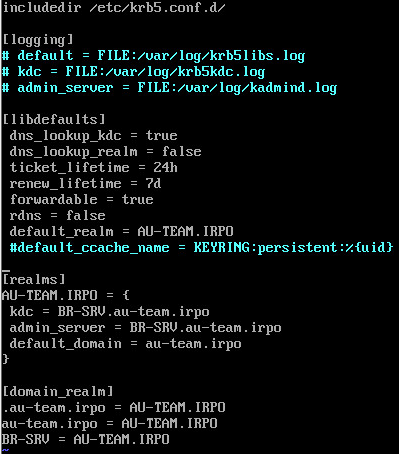 includedir /etc/krb5.conf.d/
[logging]
# default = FILE:/var/log/krb5libs.log
# kdc = FILE:/var/log/krb5kdc.log
# admin_server = FILE:/var/log/kadmind.log
[libdefaults]
dns_lookup_kdc = true
dns_lookup_realm = false
ticket_lifetime = 24h
renew_lifetime = 7d
forwardable = true
rdns = false
default_realm = AU-TEAM.IRPO
#default_ccache_name = KEYRING:persistent:%{uid}
[realms]
AU-TEAM.IRPO = {
kdc = BR-SRV.au-team.irpo
admin_server = BR-SRV.au-team.irpo
default_domain = au-team.irpo
}
[domain_realm]
.au-team.irpo = AU-TEAM.IRPO
au-team.irpo = AU-TEAM.IRPO
BR-SRV = AU-TEAM.IRPO
~